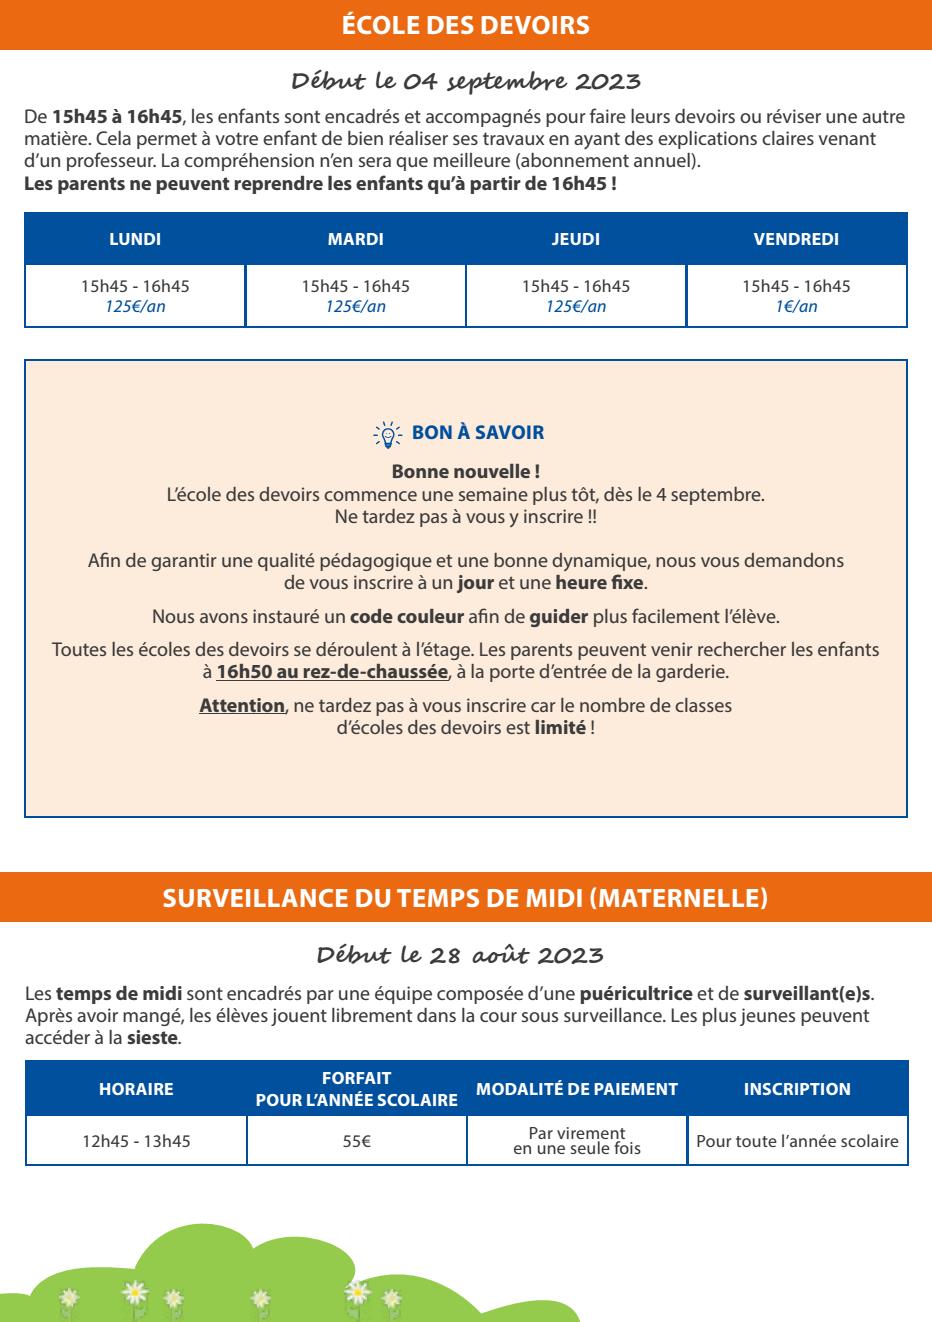 ÉCOLE DES DEVOIRS
Début le 04 septembre 2023
De 15h45 à 16h45, les enfants sont encadrés et accompagnés pour faire leurs devoirs ou réviser une autre
matière. Cela permet à votre enfant de bien réaliser ses travaux en ayant des explications claires venant
d’un professeur. La compréhension n’en sera que meilleure (abonnement annuel).
Les parents ne peuvent reprendre les enfants qu’à partir de 16h45 !
LUNDI MARDI JEUDI VENDREDI
15h45 - 16h45 15h45 - 16h45 15h45 - 16h45 15h45 - 16h45
125€/an 125€/an 125€/an 1€/an
BON À SAVOIR
Bonne nouvelle !
L’école des devoirs commence une semaine plus tôt, dès le 4 septembre.
Ne tardez pas à vous y inscrire !!
Afin de garantir une qualité pédagogique et une bonne dynamique, nous vous demandons
de vous inscrire à un jour et une heure fixe.
Nous avons instauré un code couleur afin de guider plus facilement l’élève.
Toutes les écoles des devoirs se déroulent à l’étage. Les parents peuvent venir rechercher les enfants
à 16h50 au rez-de-chaussée, à la porte d’entrée de la garderie.
Attention, ne tardez pas à vous inscrire car le nombre de classes
d’écoles des devoirs est limité !
SURVEILLANCE DU TEMPS DE MIDI (MATERNELLE)
Début le 28 août 2023
Les temps de midi sont encadrés par une équipe composée d’une puéricultrice et de surveillant(e)s.
Après avoir mangé, les élèves jouent librement dans la cour sous surveillance. Les plus jeunes peuvent
accéder à la sieste.
HORAIRE FORFAIT POUR L’ANNÉE SCOLAIRE MODALITÉ DE PAIEMENT INSCRIPTION
12h45 - 13h45 55€ Par virement en une seule fois Pour toute l’année scolaire